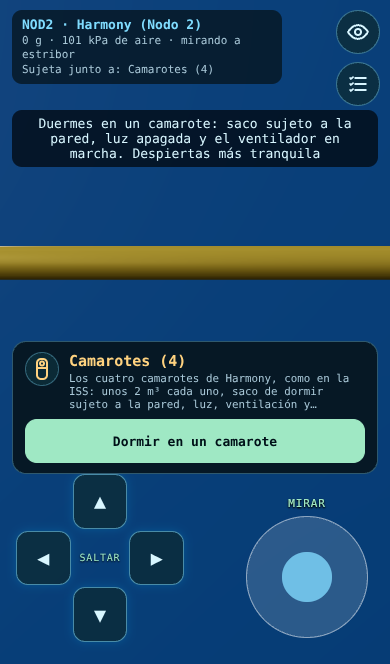 NOD2 · Harmony (Nodo 2)
0 g · 101 kPa de aire · mirando a
estribor
Sujeta junto a: Camarotes (4)
Duermes en un camarote: saco sujeto a la
pared, luz apagada y el ventilador en
marcha. Despiertas más tranquila
Camarotes (4)
Los cuatro camarotes de Harmony, como en la
ISS: unos 2 m³ cada uno, saco de dormir
sujeto a la pared, luz, ventilación y…
Dormir en un camarote
SALTAR
MIRAR